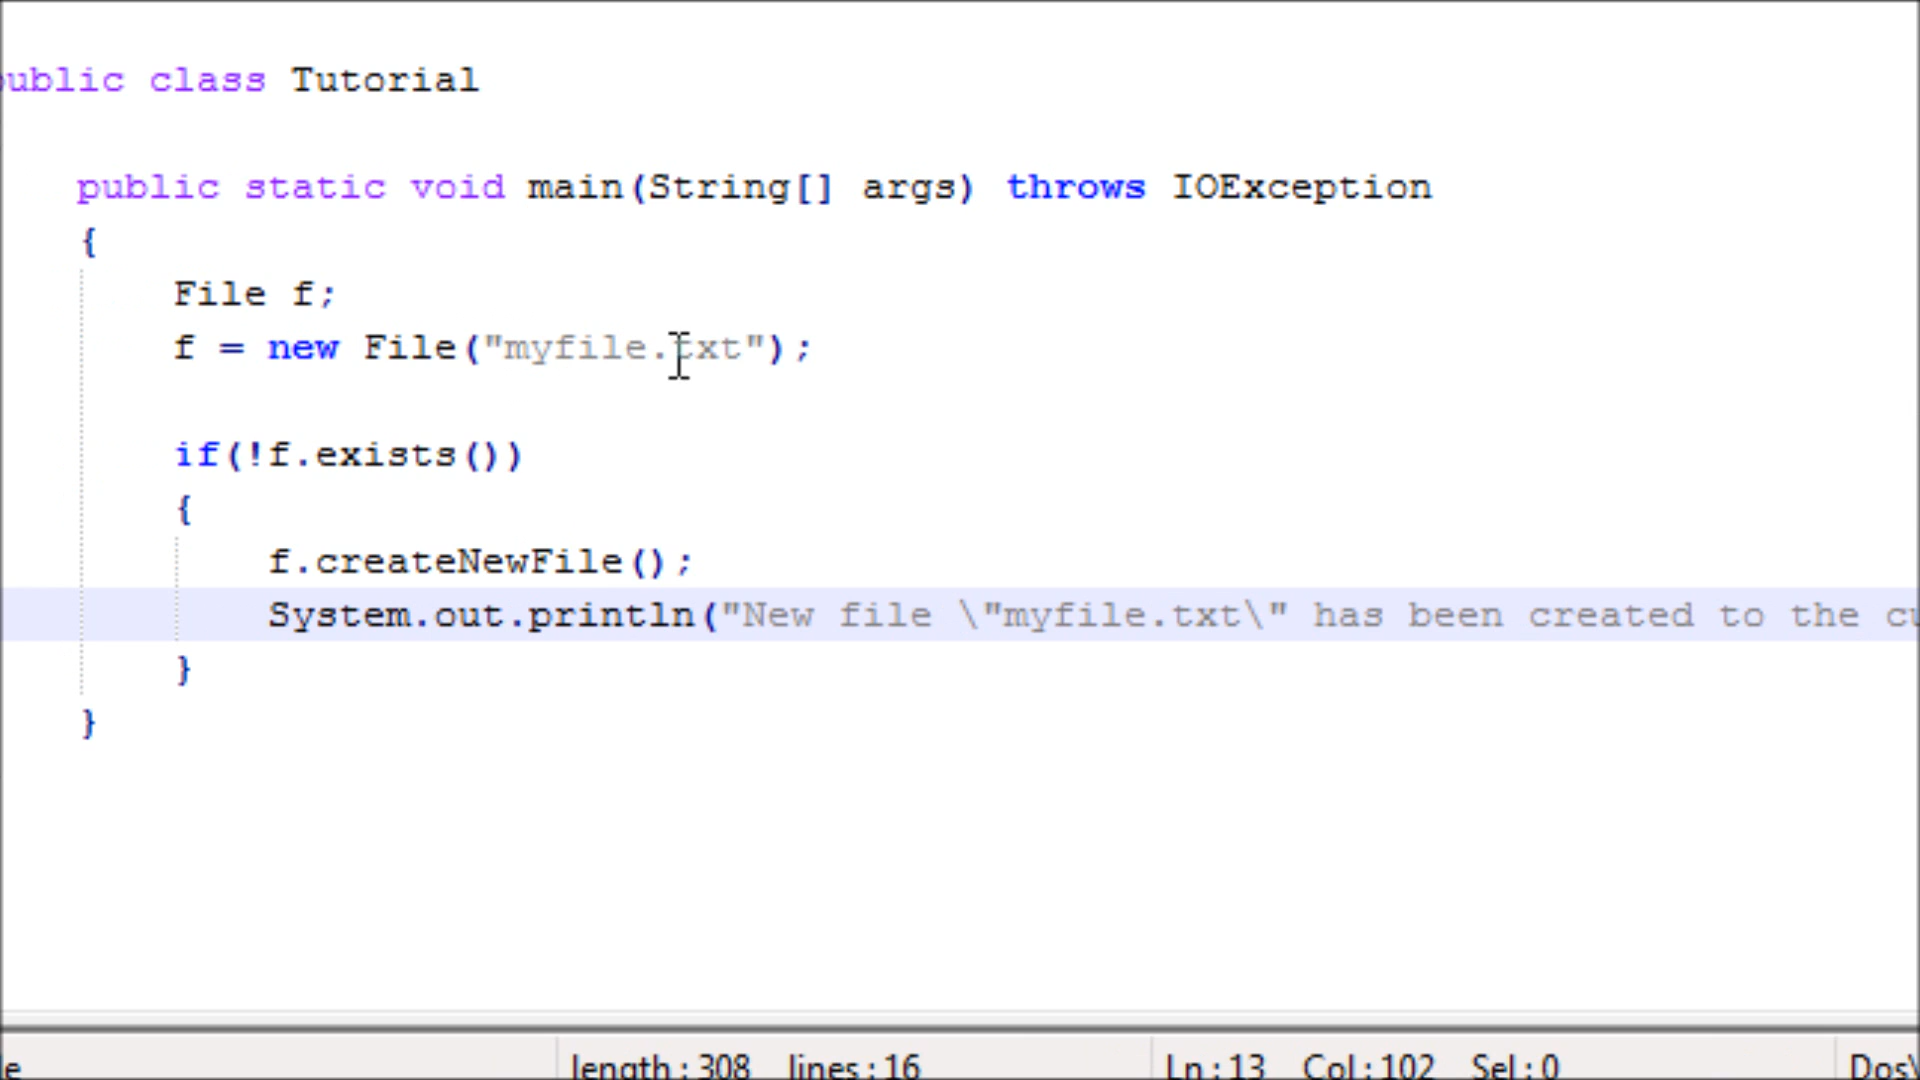 public class Tutorial
public static void main(String[] args) throws IOException
{
File f;
f = new File("myfile.txt");
if(!f.exists())
{
f.createNewFile();
System.out.println("New file \"myfile.txt\" has been created to the
}
}
length:308 lines:16 Ln:13 Col:102 Sel:0